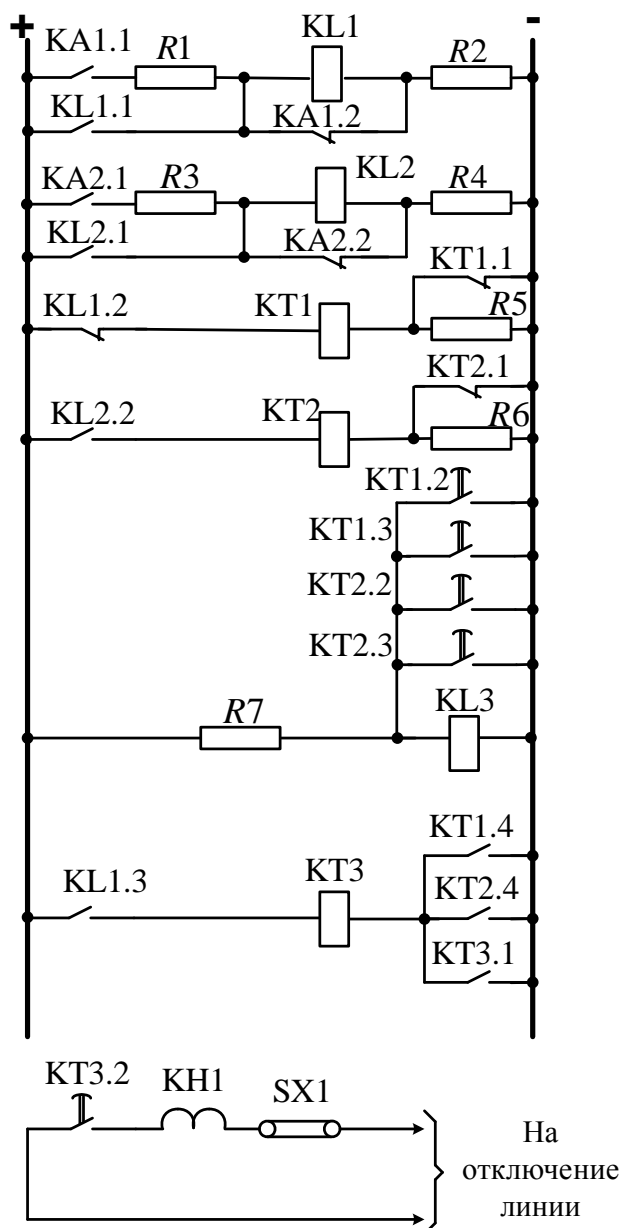 + -
KA1.1 R1 KL1 R2
KL1.1 KA1.2
KA2.1 R3 KL2 R4
KL2.1 KA2.2
KT1.1
KL1.2 KT1 R5
KT2.1
KL2.2 KT2 R6
KT1.2
KT1.3
KT2.2
KT2.3
R7 KL3
KT1.4
KL1.3 KT3 KT2.4
KT3.1
KT3.2 KH1 SX1
На
отключение
линии